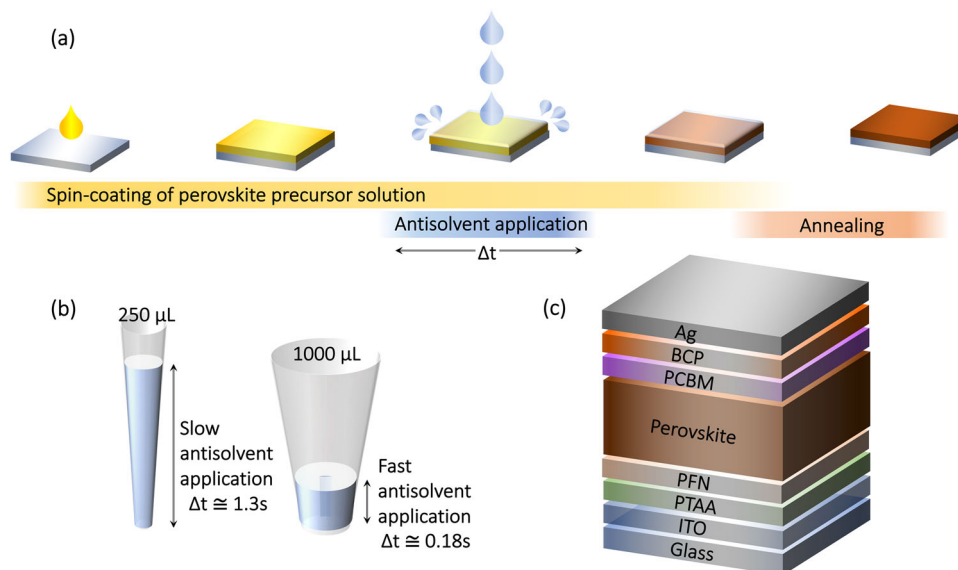 (a)
Spin-coating of perovskite precursor solution
Antisolvent application
Annealing
Δt
(b)
250 μL
Slow
antisolvent
application
Δt ≅ 1.3s
1000 μL
Fast
antisolvent
application
Δt ≅ 0.18s
(c)
Ag
BCP
PCBM
Perovskite
PFN
PTAA
ITO
Glass